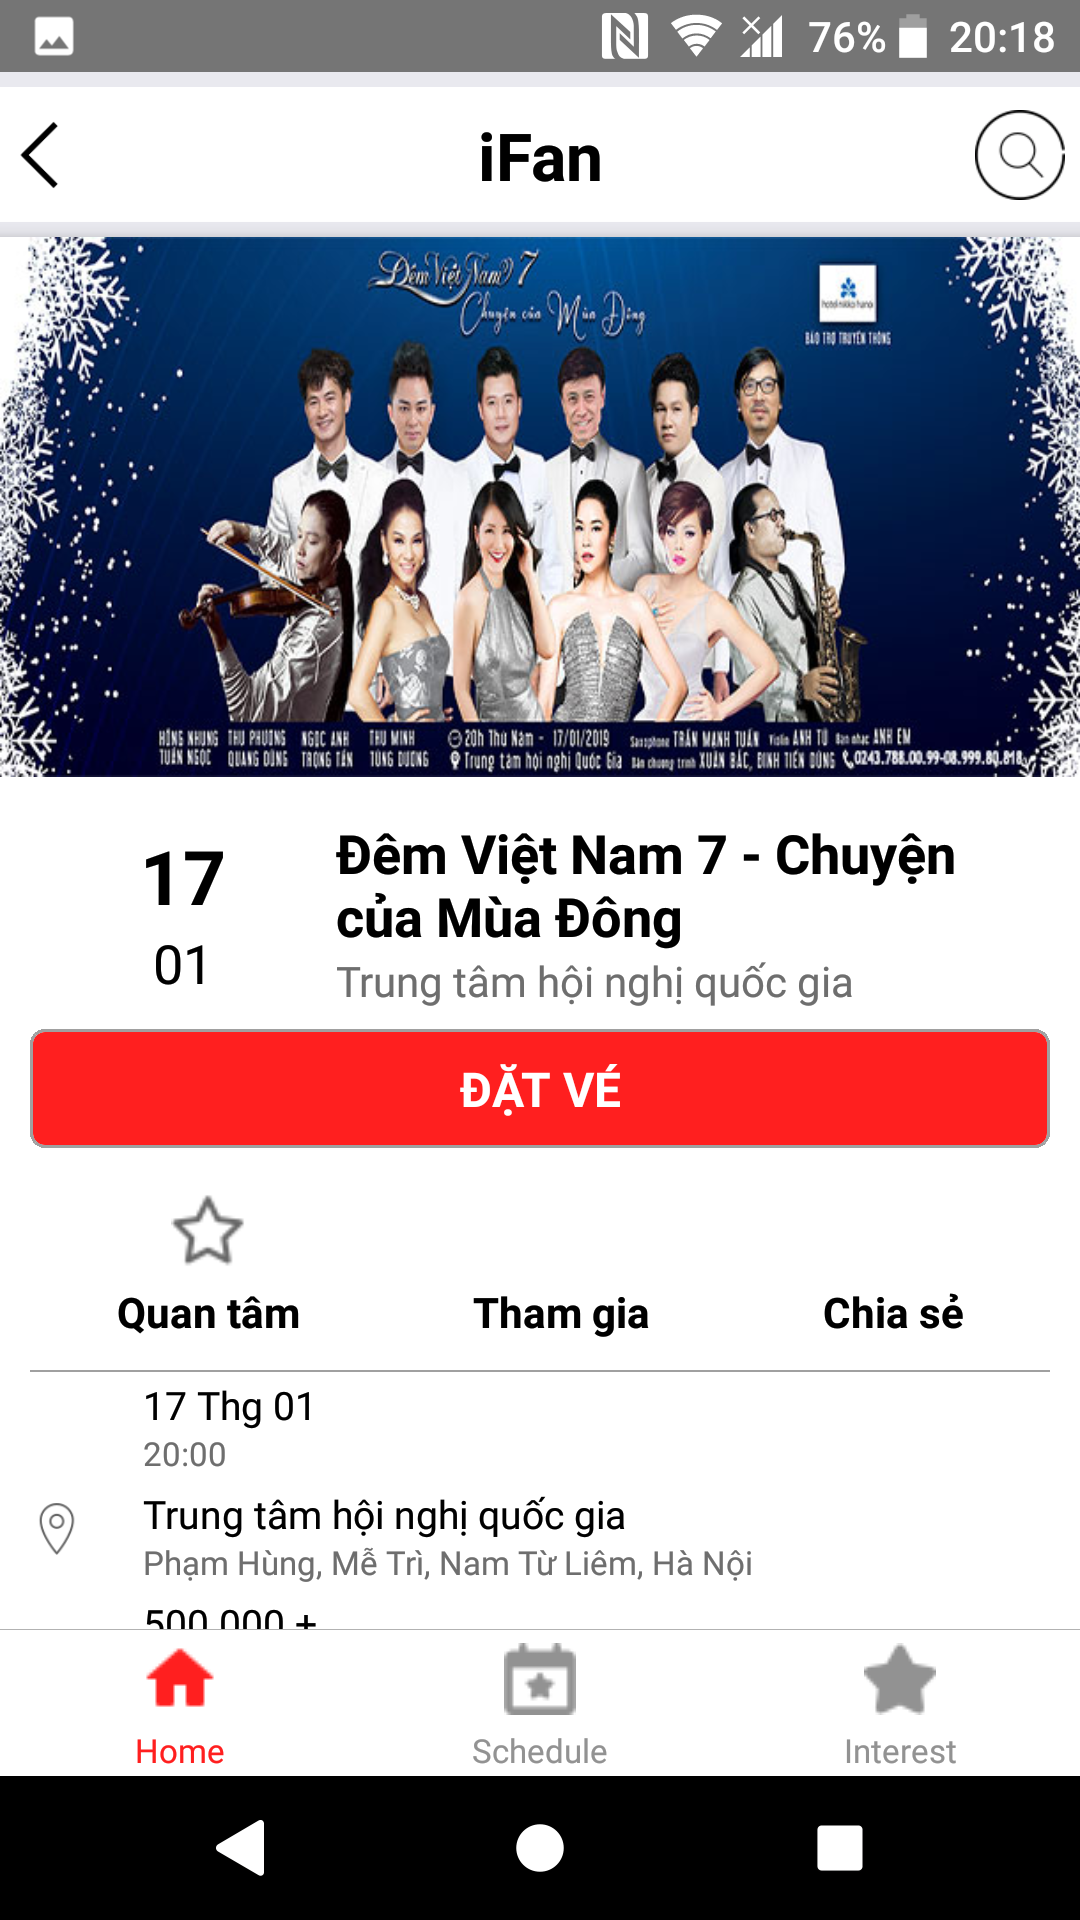 76% 20:18
iFan
Đêm Việt Nam 7
Chuyện của Mùa Đông
hotel nikko hanoi
BẢO TRỢ TRUYỀN THÔNG
HỒNG NHUNG THU PHƯƠNG NGỌC ANH THU MINH
TUẤN NGỌC QUANG DŨNG TRỌNG TẤN TÙNG DƯƠNG
20h Thứ Năm - 17/01/2019 Saxophone TRẦN MẠNH TUẤN Violin ANH TÚ Ban nhạc ANH EM
Trung tâm hội nghị Quốc Gia Dẫn chương trình XUÂN BẮC, ĐINH TIẾN DŨNG 0243.788.00.99-08.999.80.818
17
01
Đêm Việt Nam 7 - Chuyện
của Mùa Đông
Trung tâm hội nghị quốc gia
ĐẶT VÉ
Quan tâm Tham gia Chia sẻ
17 Thg 01
20:00
Trung tâm hội nghị quốc gia
Phạm Hùng, Mễ Trì, Nam Từ Liêm, Hà Nội
500.000 +
Home Schedule Interest